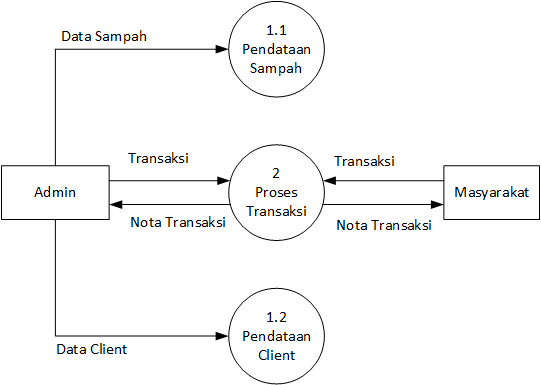 1.1
Pendataan
Sampah
Data Sampah
Transaksi
Transaksi
Admin
2
Proses
Transaksi
Masyarakat
Nota Transaksi
Nota Transaksi
1.2
Pendataan
Client
Data Client